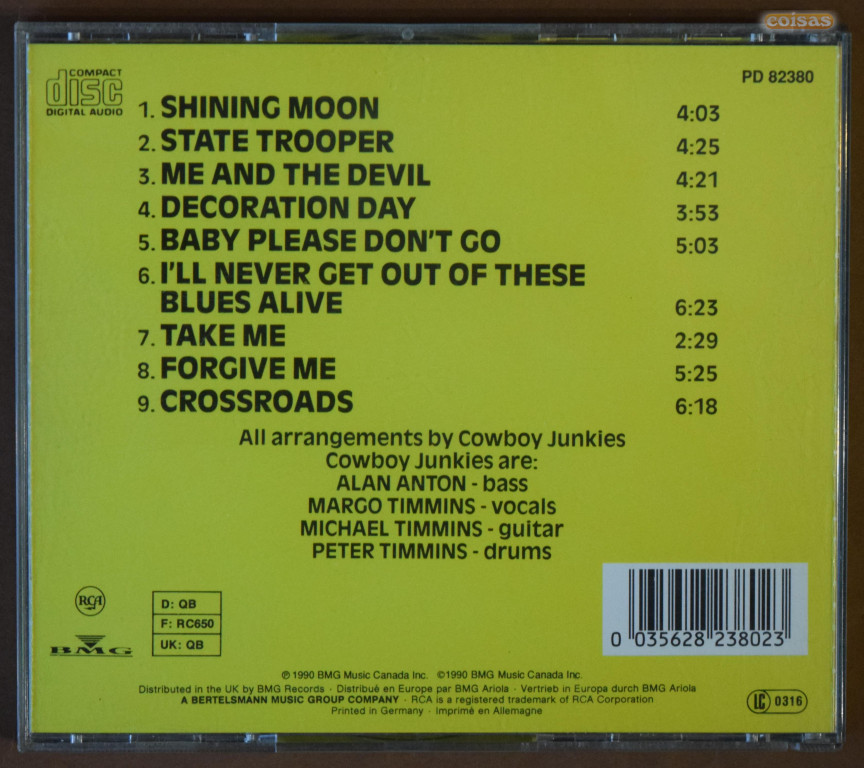 coisas
COMPACT
disc
DIGITAL AUDIO
PD 82380
1. SHINING MOON 4:03
2. STATE TROOPER 4:25
3. ME AND THE DEVIL 4:21
4. DECORATION DAY 3:53
5. BABY PLEASE DON'T GO 5:03
6. I'LL NEVER GET OUT OF THESE
BLUES ALIVE 6:23
7. TAKE ME 2:29
8. FORGIVE ME 5:25
9. CROSSROADS 6:18
All arrangements by Cowboy Junkies
Cowboy Junkies are:
ALAN ANTON - bass
MARGO TIMMINS - vocals
MICHAEL TIMMINS - guitar
PETER TIMMINS - drums
RCA
BMG
D: QB
F: RC650
UK: QB
0 035628 238023
℗ 1990 BMG Music Canada Inc. ©1990 BMG Music Canada Inc.
Distributed in the UK by BMG Records · Distribué en Europe par BMG Ariola · Vertrieb in Europa durch BMG Ariola
A BERTELSMANN MUSIC GROUP COMPANY · RCA is a registered trademark of RCA Corporation
Printed in Germany · Imprimé en Allemagne
LC 0316